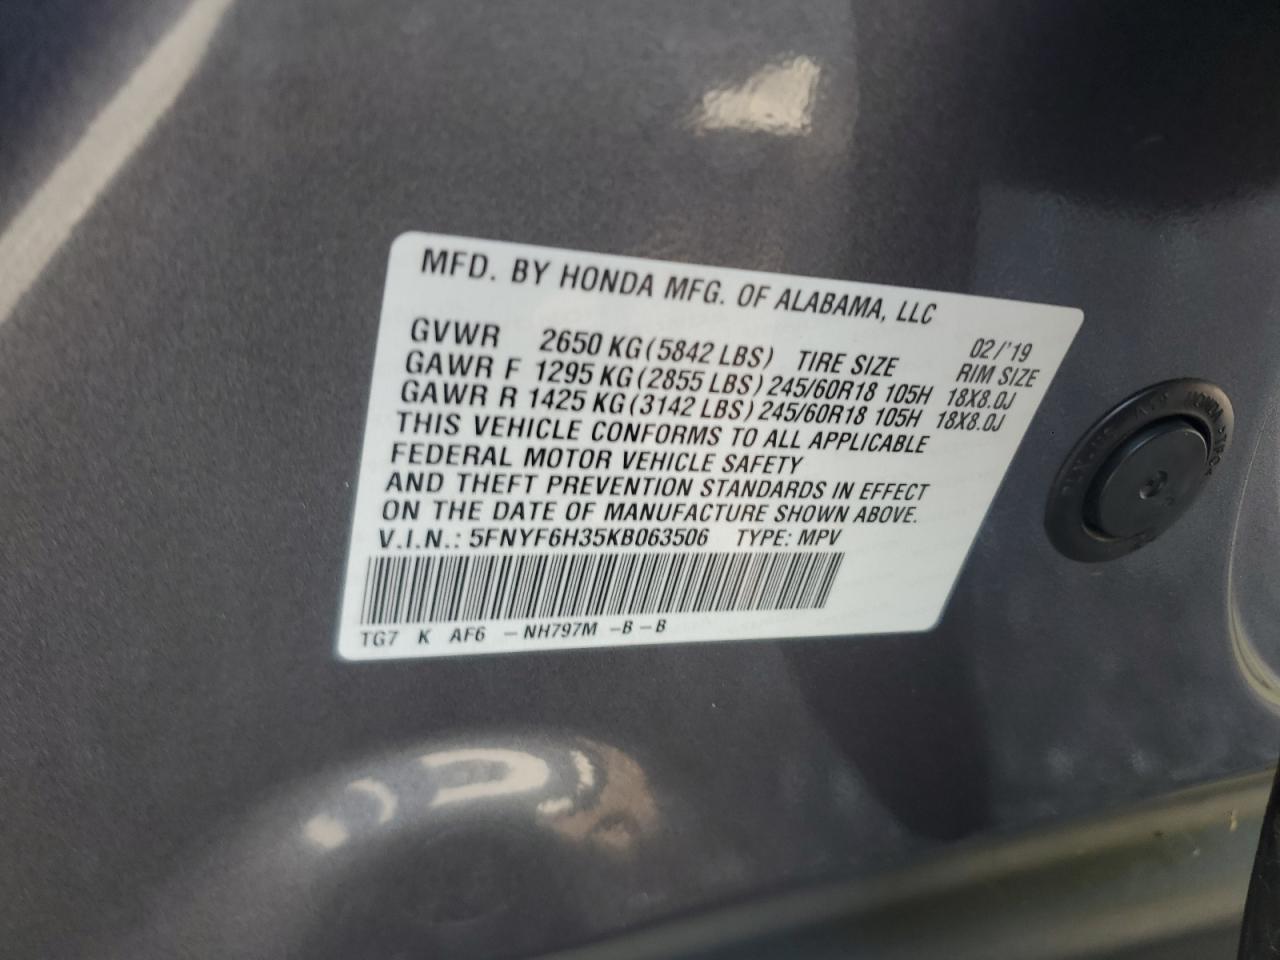 MFD. BY HONDA MFG. OF ALABAMA, LLC
02/'19
GVWR 2650 KG (5842 LBS) TIRE SIZE RIM SIZE
GAWR F 1295 KG (2855 LBS) 245/60R18 105H 18X8.0J
GAWR R 1425 KG (3142 LBS) 245/60R18 105H 18X8.0J
THIS VEHICLE CONFORMS TO ALL APPLICABLE
FEDERAL MOTOR VEHICLE SAFETY
AND THEFT PREVENTION STANDARDS IN EFFECT
ON THE DATE OF MANUFACTURE SHOWN ABOVE.
V.I.N.: 5FNYF6H35KB063506 TYPE: MPV
TG7 K AF6 -NH797M -B-B
HONDA